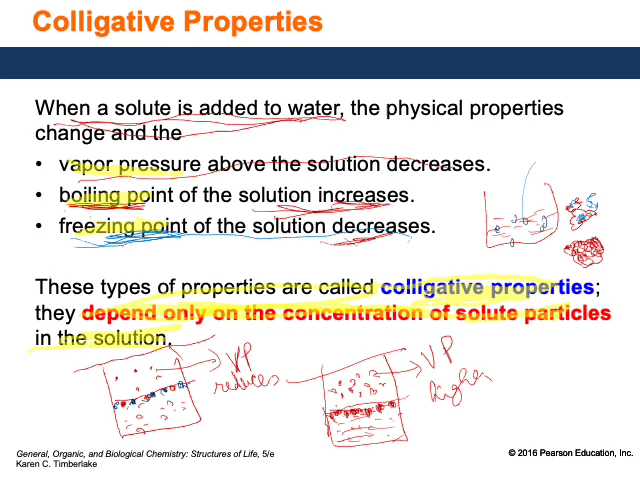 Colligative Properties
When a solute is added to water, the physical properties
change and the
• vapor pressure above the solution decreases.
• boiling point of the solution increases.
• freezing point of the solution decreases.
These types of properties are called colligative properties;
they depend only on the concentration of solute particles
in the solution.
VP
reduces
VP
higher
General, Organic, and Biological Chemistry: Structures of Life, 5/e
Karen C. Timberlake
© 2016 Pearson Education, Inc.